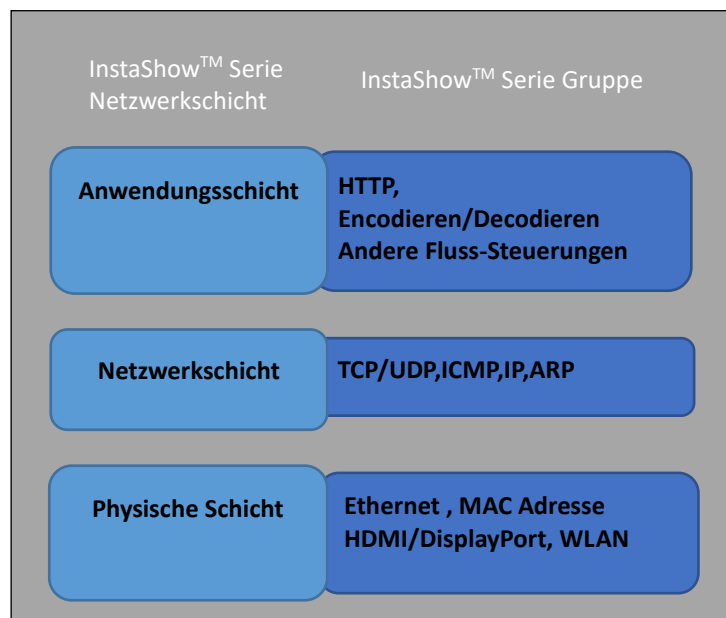 InstaShow™ Serie
Netzwerkschicht
InstaShow™ Serie Gruppe
Anwendungsschicht
HTTP,
Encodieren/Decodieren
Andere Fluss-Steuerungen
Netzwerkschicht
TCP/UDP,ICMP,IP,ARP
Physische Schicht
Ethernet , MAC Adresse
HDMI/DisplayPort, WLAN